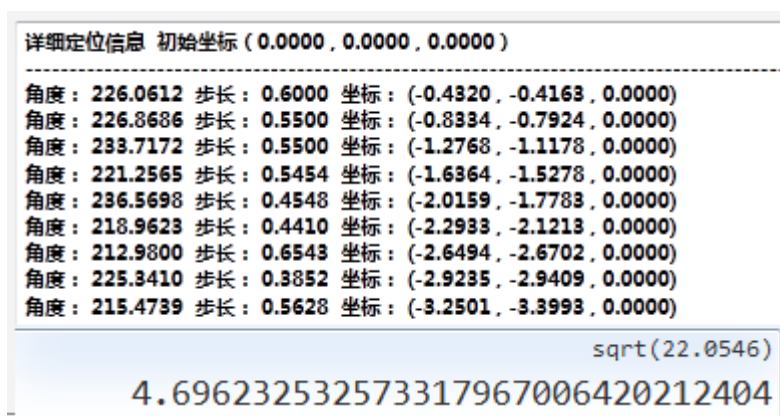 详细定位信息 初始坐标 ( 0.0000 , 0.0000 , 0.0000 )
--------------------------------------------------------------------------------
角度： 226.0612 步长： 0.6000 坐标： (-0.4320 , -0.4163 , 0.0000)
角度： 226.8686 步长： 0.5500 坐标： (-0.8334 , -0.7924 , 0.0000)
角度： 233.7172 步长： 0.5500 坐标： (-1.2768 , -1.1178 , 0.0000)
角度： 221.2565 步长： 0.5454 坐标： (-1.6364 , -1.5278 , 0.0000)
角度： 236.5698 步长： 0.4548 坐标： (-2.0159 , -1.7783 , 0.0000)
角度： 218.9623 步长： 0.4410 坐标： (-2.2933 , -2.1213 , 0.0000)
角度： 212.9800 步长： 0.6543 坐标： (-2.6494 , -2.6702 , 0.0000)
角度： 225.3410 步长： 0.3852 坐标： (-2.9235 , -2.9409 , 0.0000)
角度： 215.4739 步长： 0.5628 坐标： (-3.2501 , -3.3993 , 0.0000)
sqrt(22.0546)
4.6962325325733179670064202124​04